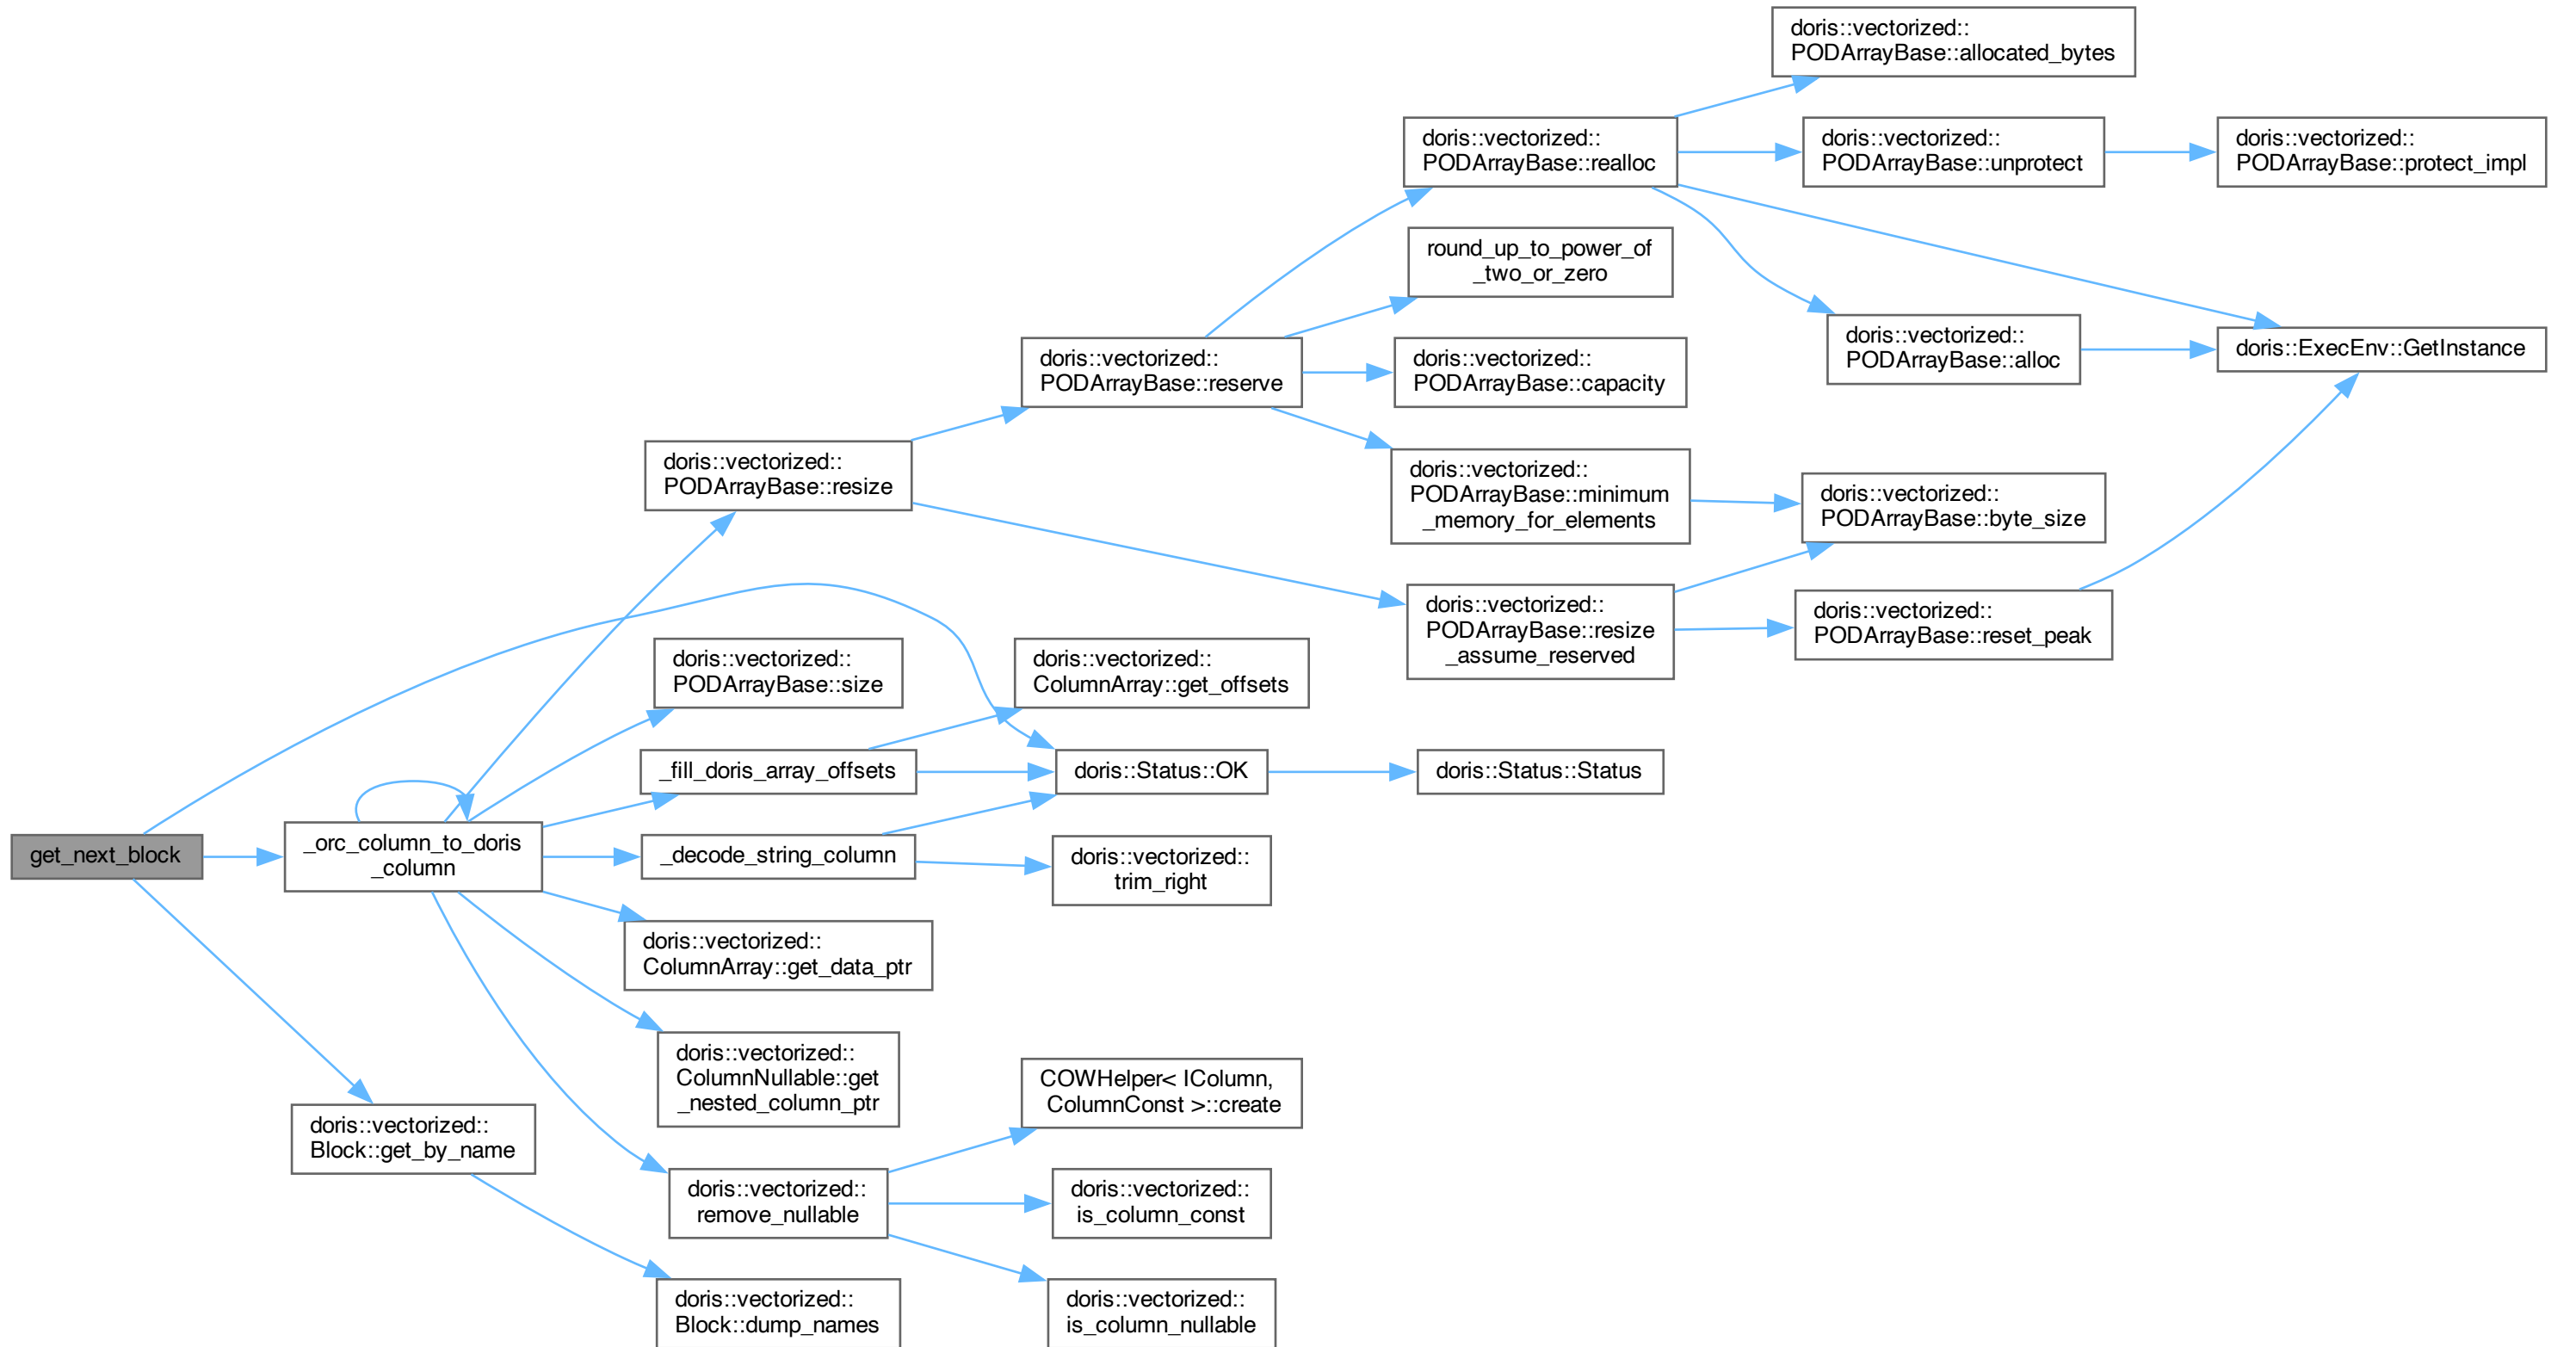 get_next_block
_orc_column_to_doris
_column
doris::vectorized::
Block::get_by_name
doris::vectorized::
PODArrayBase::resize
doris::vectorized::
PODArrayBase::size
_fill_doris_array_offsets
_decode_string_column
doris::vectorized::
ColumnArray::get_data_ptr
doris::vectorized::
ColumnNullable::get
_nested_column_ptr
doris::vectorized::
remove_nullable
doris::vectorized::
Block::dump_names
doris::vectorized::
PODArrayBase::reserve
doris::vectorized::
ColumnArray::get_offsets
doris::Status::OK
doris::vectorized::
trim_right
COWHelper< IColumn,
ColumnConst >::create
doris::vectorized::
is_column_const
doris::vectorized::
is_column_nullable
doris::vectorized::
PODArrayBase::realloc
round_up_to_power_of
_two_or_zero
doris::vectorized::
PODArrayBase::capacity
doris::vectorized::
PODArrayBase::minimum
_memory_for_elements
doris::vectorized::
PODArrayBase::resize
_assume_reserved
doris::Status::Status
doris::vectorized::
PODArrayBase::allocated_bytes
doris::vectorized::
PODArrayBase::unprotect
doris::vectorized::
PODArrayBase::alloc
doris::vectorized::
PODArrayBase::byte_size
doris::vectorized::
PODArrayBase::reset_peak
doris::vectorized::
PODArrayBase::protect_impl
doris::ExecEnv::GetInstance